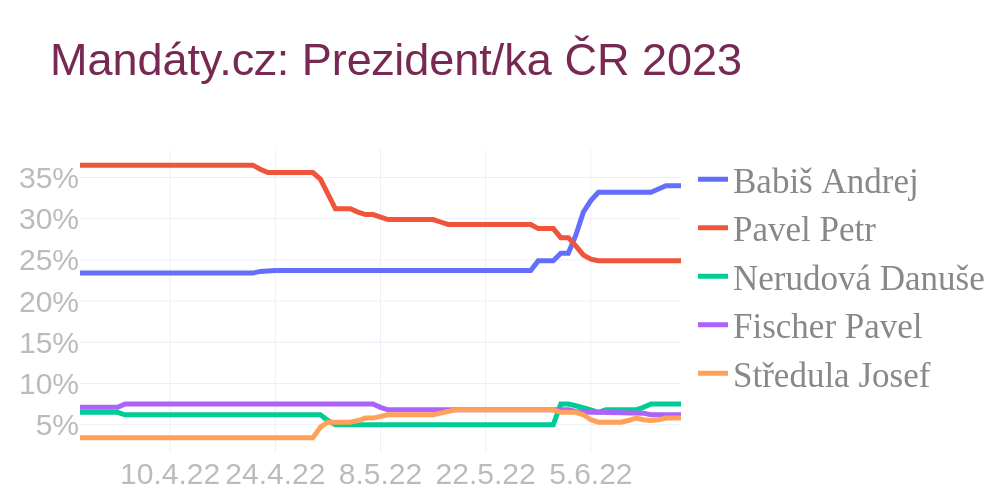 Mandáty.cz: Prezident/ka ČR 2023
35%
30%
25%
20%
15%
10%
5%
10.4.22 24.4.22 8.5.22 22.5.22 5.6.22
Babiš Andrej
Pavel Petr
Nerudová Danuše
Fischer Pavel
Středula Josef